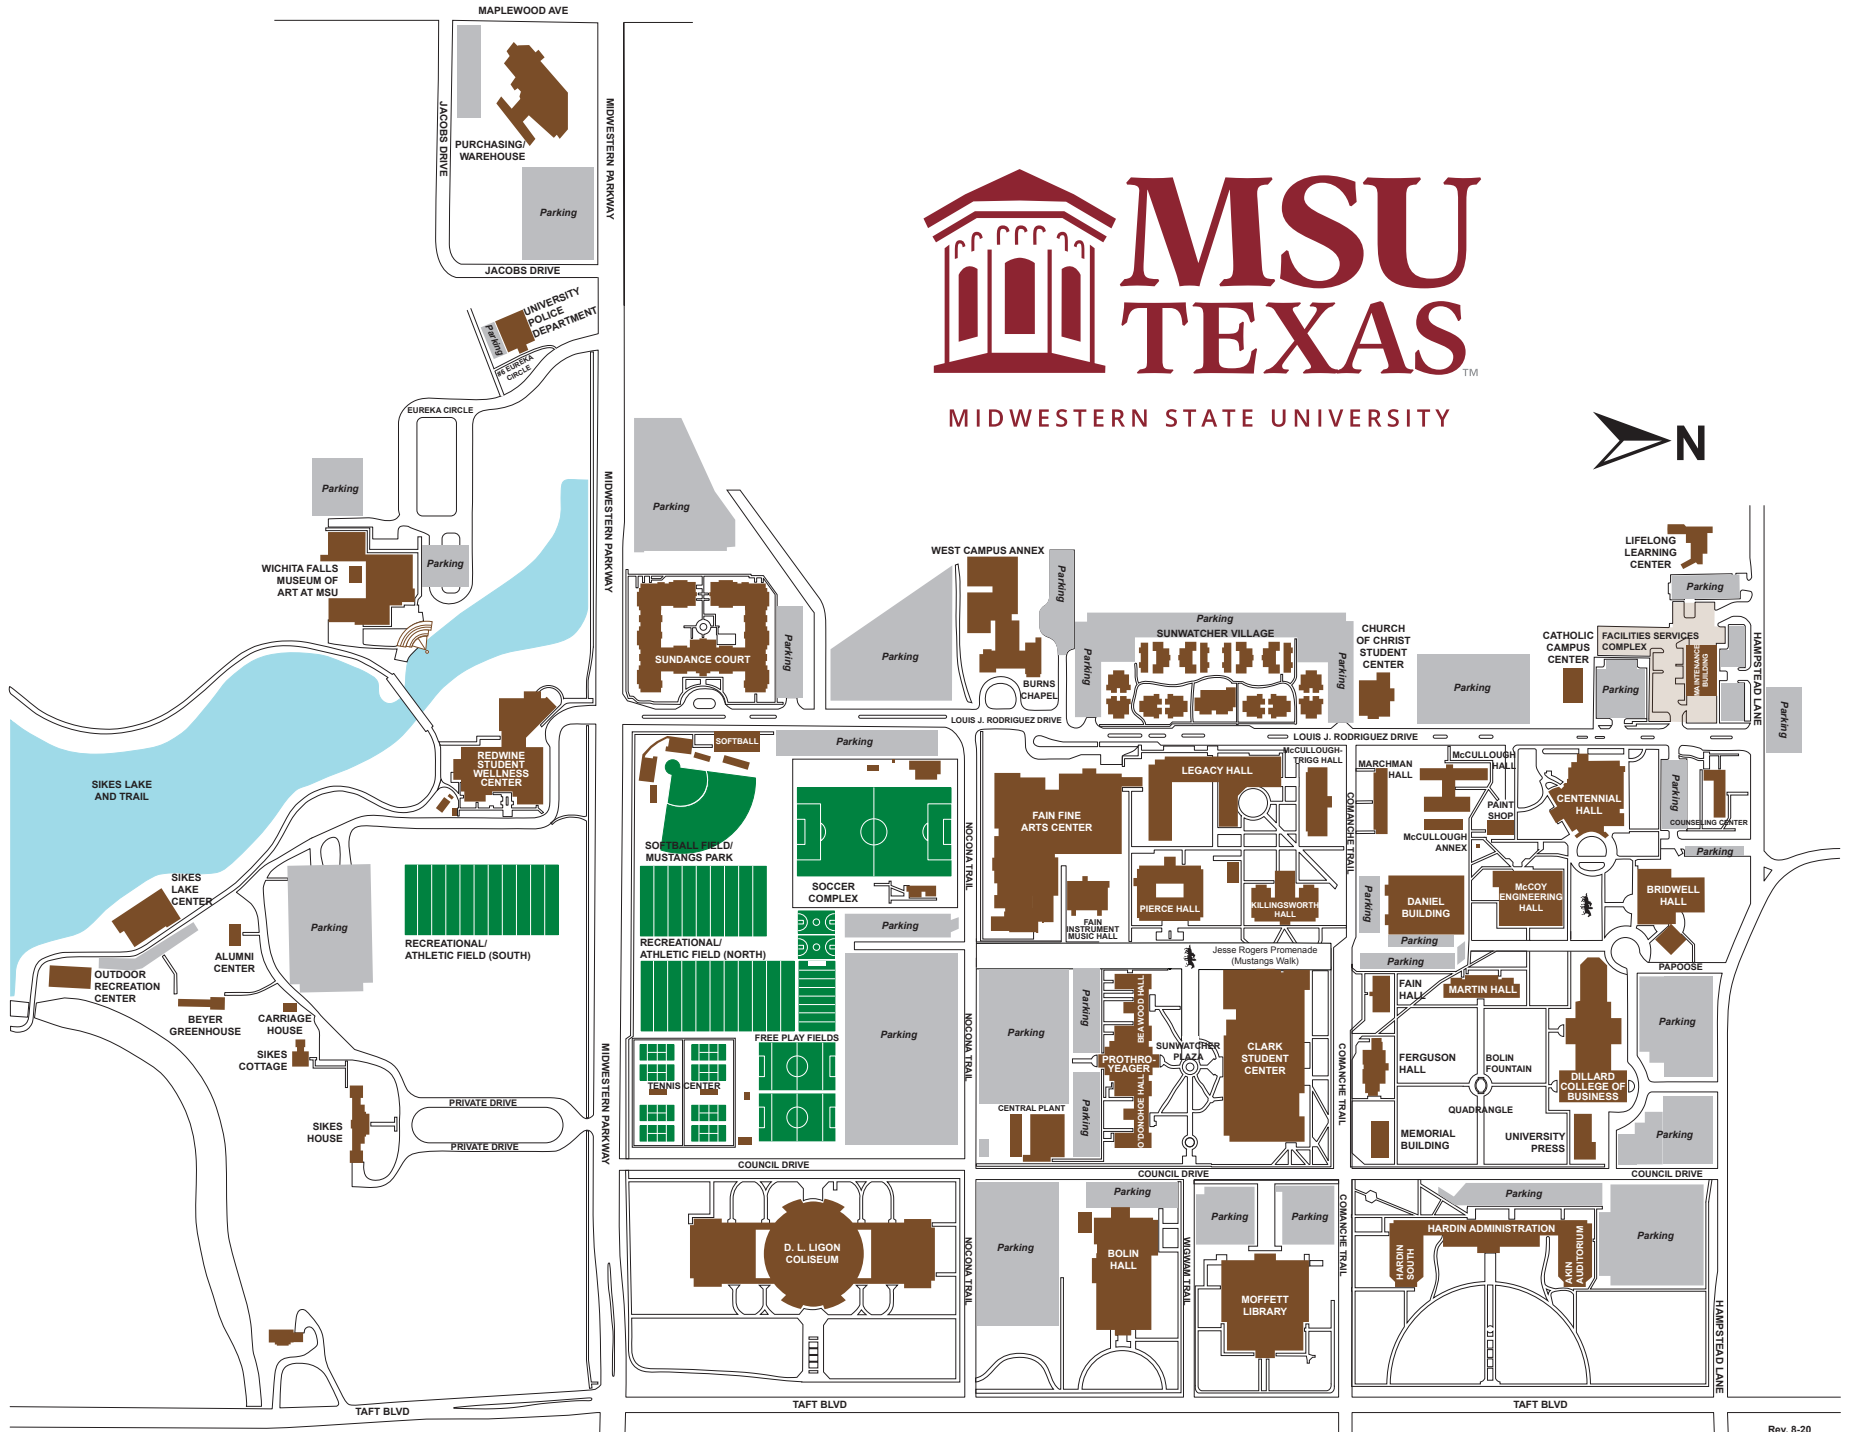 MAPLEWOOD AVE
JACOBS DRIVE
MIDWESTERN PARKWAY
PURCHASING/
WAREHOUSE
Parking
JACOBS DRIVE
UNIVERSITY
POLICE
DEPARTMENT
Parking
#6 EUREKA
CIRCLE
EUREKA CIRCLE
MSU
TEXAS
TM
MIDWESTERN STATE UNIVERSITY
N
Parking
MIDWESTERN PARKWAY
Parking
WICHITA FALLS
MUSEUM OF
ART AT MSU
Parking
SUNDANCE COURT
Parking
Parking
WEST CAMPUS ANNEX
Parking
BURNS
CHAPEL
Parking
Parking
SUNWATCHER VILLAGE
Parking
CHURCH
OF CHRIST
STUDENT
CENTER
Parking
CATHOLIC
CAMPUS
CENTER
LIFELONG
LEARNING
CENTER
Parking
FACILITIES SERVICES
COMPLEX
MAINTENANCE
BUILDING
Parking
HAMPSTEAD LANE
Parking
LOUIS J. RODRIGUEZ DRIVE
LOUIS J. RODRIGUEZ DRIVE
SIKES LAKE
AND TRAIL
REDWINE
STUDENT
WELLNESS
CENTER
SOFTBALL
Parking
SOFTBALL FIELD/
MUSTANGS PARK
SOCCER
COMPLEX
NOCONA TRAIL
FAIN FINE
ARTS CENTER
LEGACY HALL
McCULLOUGH-
TRIGG HALL
MARCHMAN
HALL
COMANCHE TRAIL
McCULLOUGH
HALL
PAINT
SHOP
McCULLOUGH
ANNEX
CENTENNIAL
HALL
Parking
COUNSELING CENTER
Parking
SIKES
LAKE
CENTER
Parking
RECREATIONAL/
ATHLETIC FIELD (SOUTH)
RECREATIONAL/
ATHLETIC FIELD (NORTH)
Parking
FAIN
INSTRUMENT
MUSIC HALL
PIERCE HALL
KILLINGSWORTH
HALL
Parking
DANIEL
BUILDING
Parking
McCOY
ENGINEERING
HALL
BRIDWELL
HALL
ALUMNI
CENTER
OUTDOOR
RECREATION
CENTER
BEYER
GREENHOUSE
CARRIAGE
HOUSE
SIKES
COTTAGE
SIKES
HOUSE
PRIVATE DRIVE
PRIVATE DRIVE
MIDWESTERN PARKWAY
FREE PLAY FIELDS
TENNIS CENTER
Parking
NOCONA TRAIL
Jesse Rogers Promenade
(Mustangs Walk)
Parking
Parking
BEA WOOD HALL
PROTHRO-
YEAGER
O'DONOHOE HALL
SUNWATCHER
PLAZA
CLARK
STUDENT
CENTER
CENTRAL PLANT
Parking
COMANCHE TRAIL
Parking
FAIN
HALL
MARTIN HALL
PAPOOSE
Parking
FERGUSON
HALL
BOLIN
FOUNTAIN
DILLARD
COLLEGE OF
BUSINESS
QUADRANGLE
MEMORIAL
BUILDING
UNIVERSITY
PRESS
Parking
COUNCIL DRIVE
COUNCIL DRIVE
COUNCIL DRIVE
D. L. LIGON
COLISEUM
NOCONA TRAIL
Parking
Parking
BOLIN
HALL
WIGWAM TRAIL
Parking
Parking
MOFFETT
LIBRARY
COMANCHE TRAIL
Parking
HARDIN ADMINISTRATION
HARDIN
SOUTH
AKIN
AUDITORIUM
Parking
HAMPSTEAD LANE
TAFT BLVD
TAFT BLVD
TAFT BLVD
Rev. 8-20